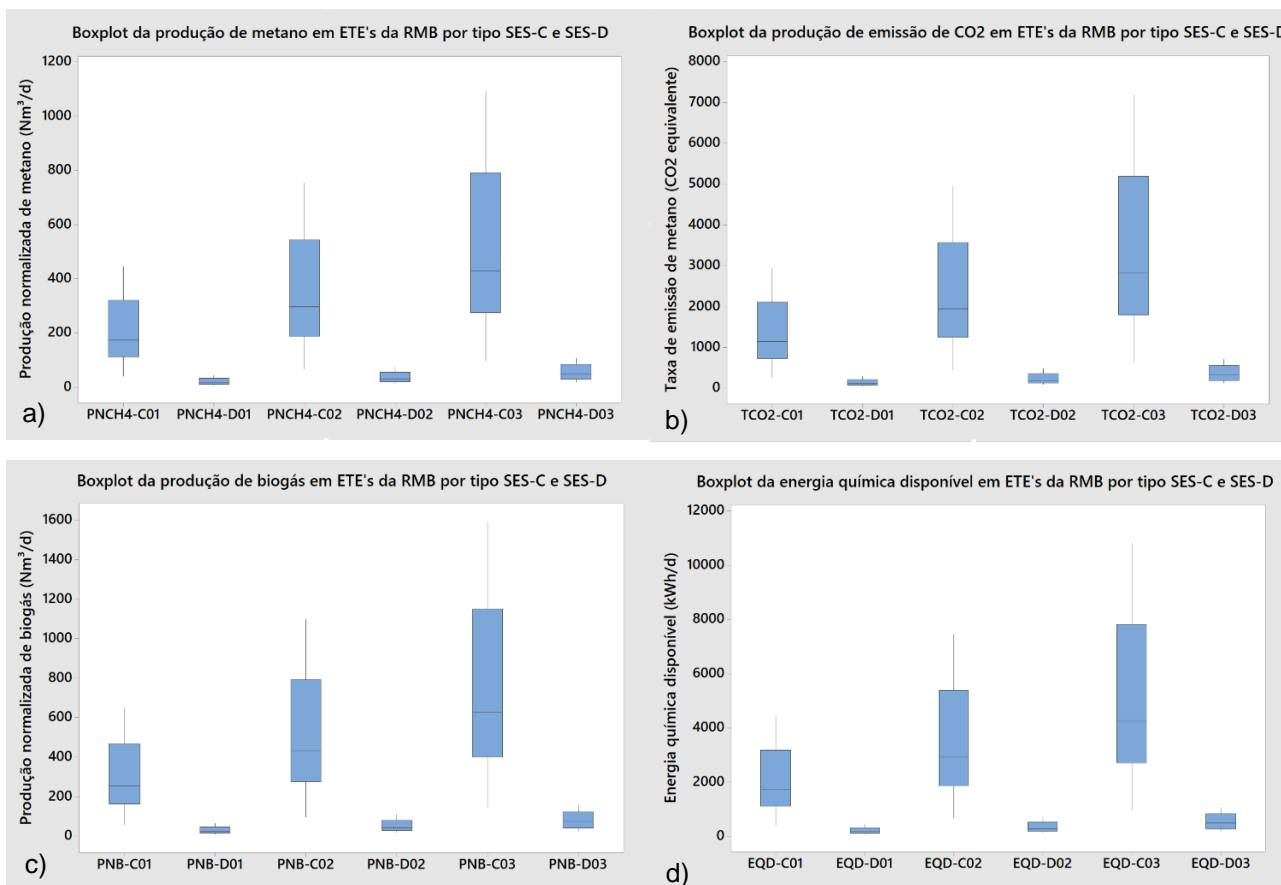 Boxplot da produção de metano em ETE's da RMB por tipo SES-C e SES-D
Produção normalizada de metano (Nm³/d)
1200
1000
800
600
400
200
0
PNCH4-C01 PNCH4-D01 PNCH4-C02 PNCH4-D02 PNCH4-C03 PNCH4-D03
a)
Boxplot da produção de emissão de CO2 em ETE's da RMB por tipo SES-C e SES-D
Taxa de emissão de metano (CO2 equivalente)
8000
7000
6000
5000
4000
3000
2000
1000
0
TCO2-C01 TCO2-D01 TCO2-C02 TCO2-D02 TCO2-C03 TCO2-D03
b)
Boxplot da produção de biogás em ETE's da RMB por tipo SES-C e SES-D
Produção normalizada de biogás (Nm³/d)
1600
1400
1200
1000
800
600
400
200
0
PNB-C01 PNB-D01 PNB-C02 PNB-D02 PNB-C03 PNB-D03
c)
Boxplot da energia química disponível em ETE's da RMB por tipo SES-C e SES-D
Energia química disponível (kWh/d)
12000
10000
8000
6000
4000
2000
0
EQD-C01 EQD-D01 EQD-C02 EQD-D02 EQD-C03 EQD-D03
d)